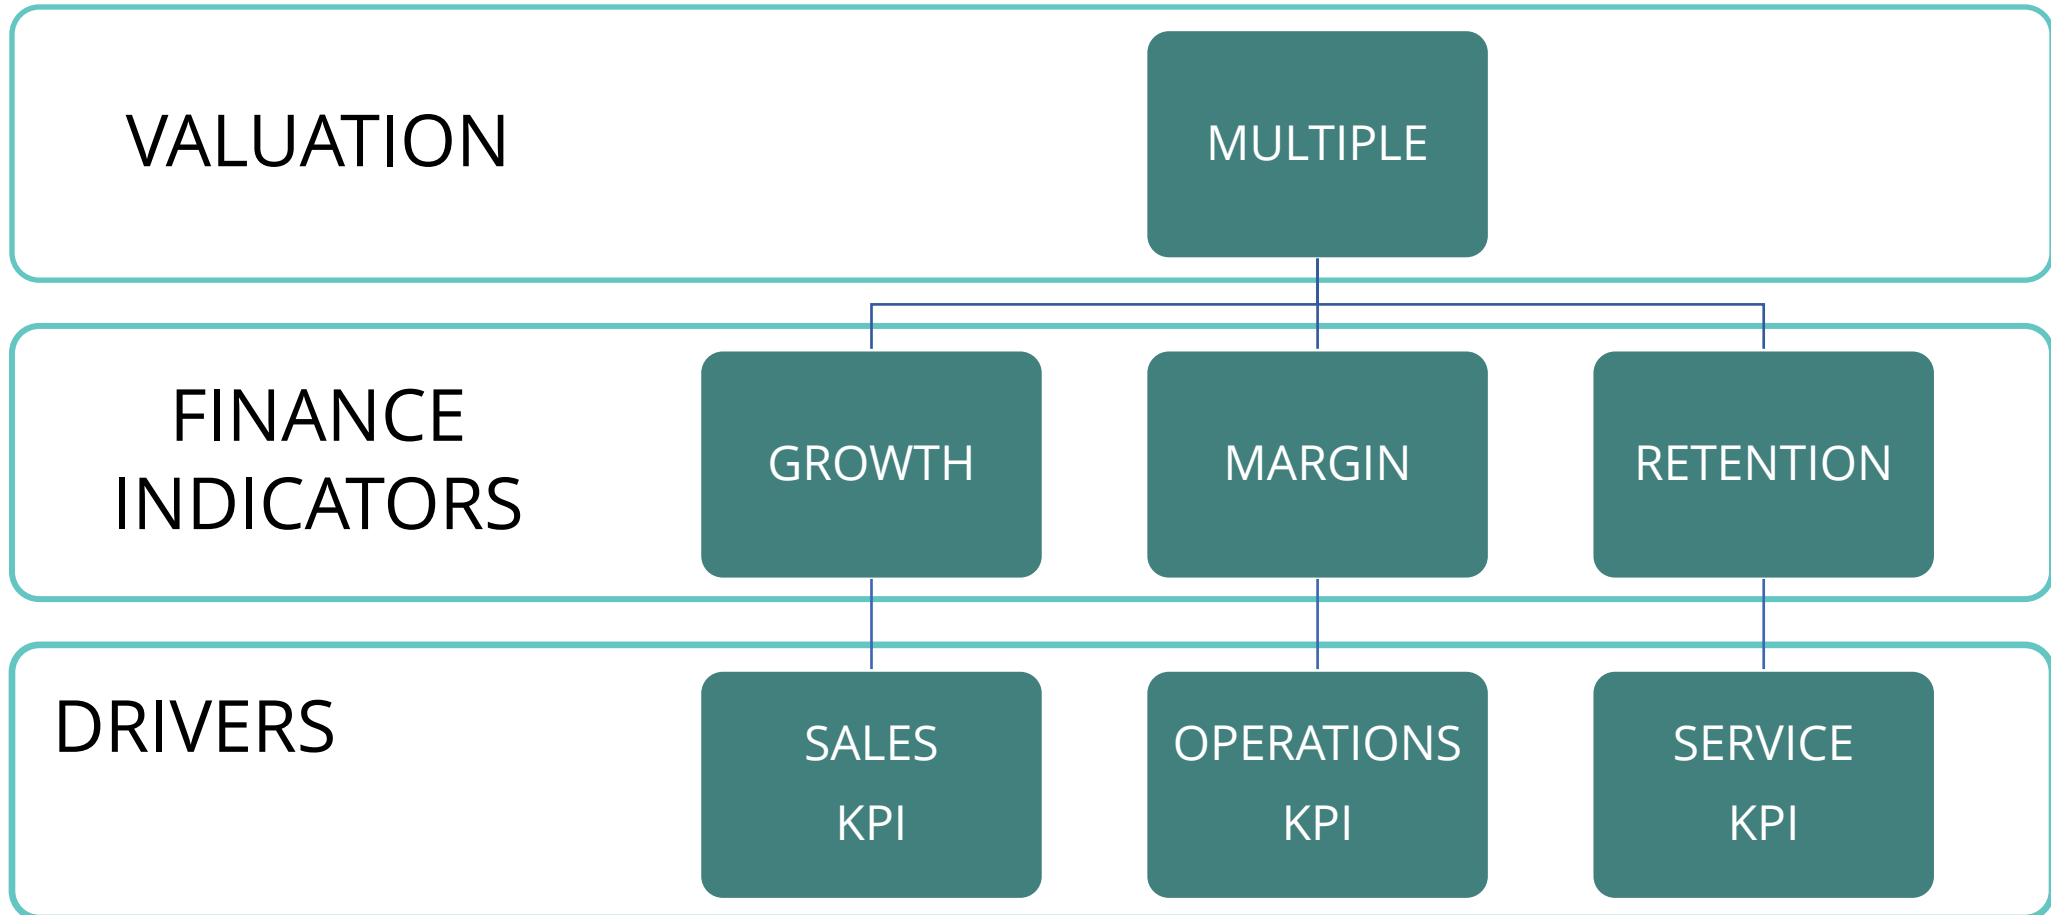 VALUATION
MULTIPLE
FINANCE
INDICATORS
GROWTH
MARGIN
RETENTION
DRIVERS
SALES
KPI
OPERATIONS
KPI
SERVICE
KPI